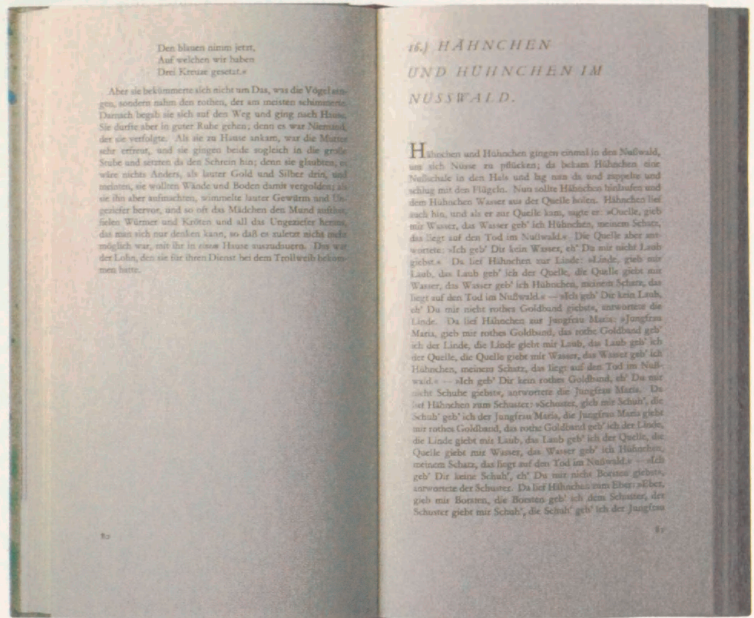 Den blauen nimm jetzt,
Auf welchen wir haben
Drei Kreuze gesetzt.«
Aber sie bekümmerte sich nicht um Das, was die Vögel san-
gen, sondern nahm den rothen, der am meisten schimmerte.
Darnach begab sie sich auf den Weg und ging nach Hause.
Sie durfte aber in guter Ruhe gehen; denn es war Niemand,
der sie verfolgte. Als sie zu Hause ankam, war die Mutter
sehr erfreut, und sie gingen beide sogleich in die große
Stube und setzten da den Schrein hin; denn sie glaubten, es
wäre nichts Anders, als lauter Gold und Silber drin, und
meinten, sie wollten Wände und Boden damit vergolden; als
sie ihn aber aufmachten, wimmelte lauter Gewürm und Un-
geziefer hervor, und so oft das Mädchen den Mund aufthat,
fielen Würmer und Kröten und all das Ungeziefer heraus,
das man sich nur denken kann, so daß es zuletzt nicht mehr
möglich war, mit ihr in einem Hause auszudauern. Das war
der Lohn, den sie für ihren Dienst bei dem Trollweib bekom-
men hatte.
80
16.) HÄHNCHEN
UND HÜHNCHEN IM
NUSSWALD.
Hähnchen und Hühnchen gingen einmal in den Nußwald,
um sich Nüsse zu pflücken; da bekam Hühnchen eine
Nußschale in den Hals und lag nun da und zappelte und
schlug mit den Flügeln. Nun sollte Hähnchen hinlaufen und
dem Hühnchen Wasser aus der Quelle holen. Hähnchen lief
auch hin, und als er zur Quelle kam, sagte er: »Quelle, gieb
mir Wasser, das Wasser geb' ich Hühnchen, meinem Schatz,
das liegt auf den Tod im Nußwald.« Die Quelle aber ant-
wortete: »Ich geb' Dir kein Wasser, eh' Du mir nicht Laub
giebst.« Da lief Hähnchen zur Linde: »Linde, gieb mir
Laub, das Laub geb' ich der Quelle, die Quelle giebt mir
Wasser, das Wasser geb' ich Hühnchen, meinem Schatz, das
liegt auf den Tod im Nußwald.« — »Ich geb' Dir kein Laub,
eh' Du mir nicht rothes Goldband giebst«, antwortete die
Linde. Da lief Hähnchen zur Jungfrau Maria: »Jungfrau
Maria, gieb mir rothes Goldband, das rothe Goldband geb'
ich der Linde, die Linde giebt mir Laub, das Laub geb' ich
der Quelle, die Quelle giebt mir Wasser, das Wasser geb' ich
Hühnchen, meinem Schatz, das liegt auf den Tod im Nuß-
wald.« — »Ich geb' Dir kein rothes Goldband, eh' Du mir
nicht Schuhe giebst«, antwortete die Jungfrau Maria. Da
lief Hähnchen zum Schuster: »Schuster, gieb mir Schuh', die
Schuh' geb' ich der Jungfrau Maria, die Jungfrau Maria giebt
mir rothes Goldband, das rothe Goldband geb' ich der Linde,
die Linde giebt mir Laub, das Laub geb' ich der Quelle, die
Quelle giebt mir Wasser, das Wasser geb' ich Hühnchen,
meinem Schatz, das liegt auf den Tod im Nußwald.« — »Ich
geb' Dir keine Schuh', eh' Du mir nicht Borsten giebst«,
antwortete der Schuster. Da lief Hähnchen zum Eber: »Eber,
gieb mir Borsten, die Borsten geb' ich dem Schuster, der
Schuster giebt mir Schuh', die Schuh' geb' ich der Jungfrau
81